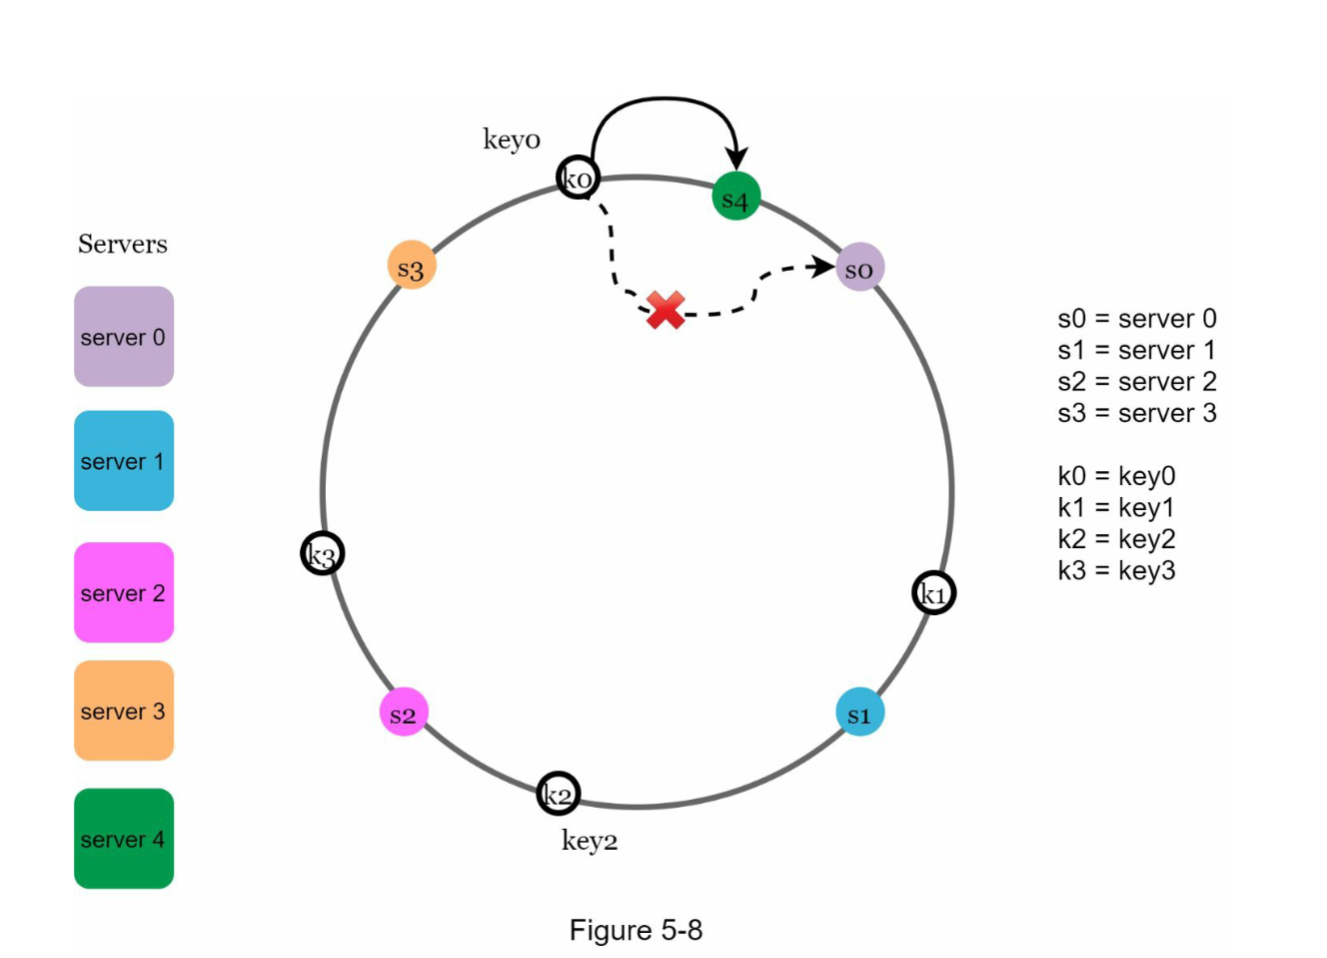 key0
k0
s4
s3
s0
Servers
server 0
server 1
server 2
server 3
server 4
k3
k1
s2
s1
k2
key2
s0 = server 0
s1 = server 1
s2 = server 2
s3 = server 3
k0 = key0
k1 = key1
k2 = key2
k3 = key3
Figure 5-8